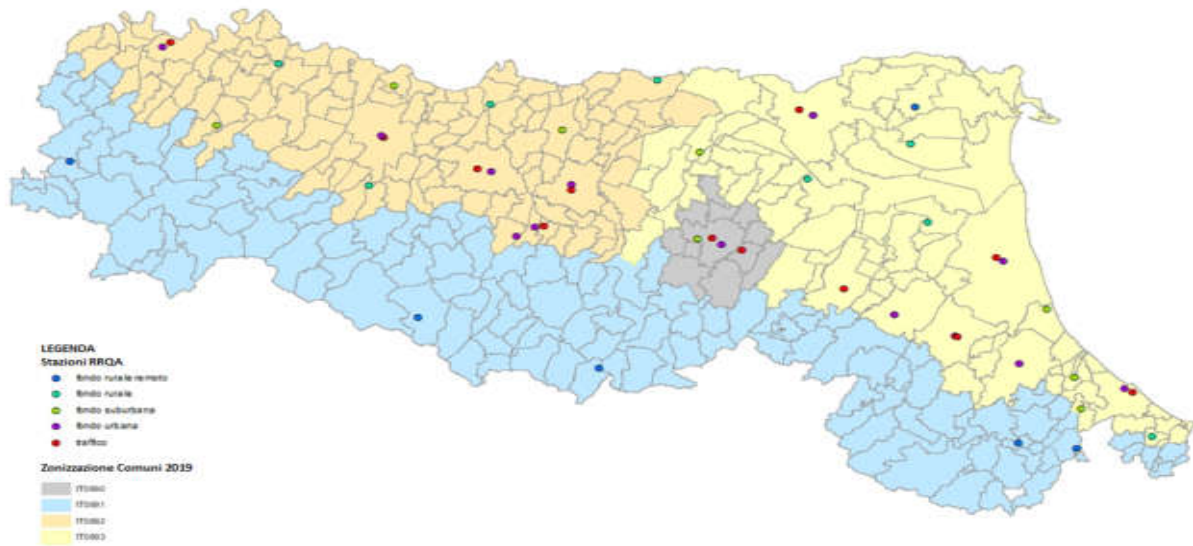 LEGENDA
Stazioni RRQA
fondo rurale remoto
fondo rurale
fondo suburbana
fondo urbana
traffico
Zonizzazione Comuni 2019
IT0890
IT0891
IT0892
IT0893